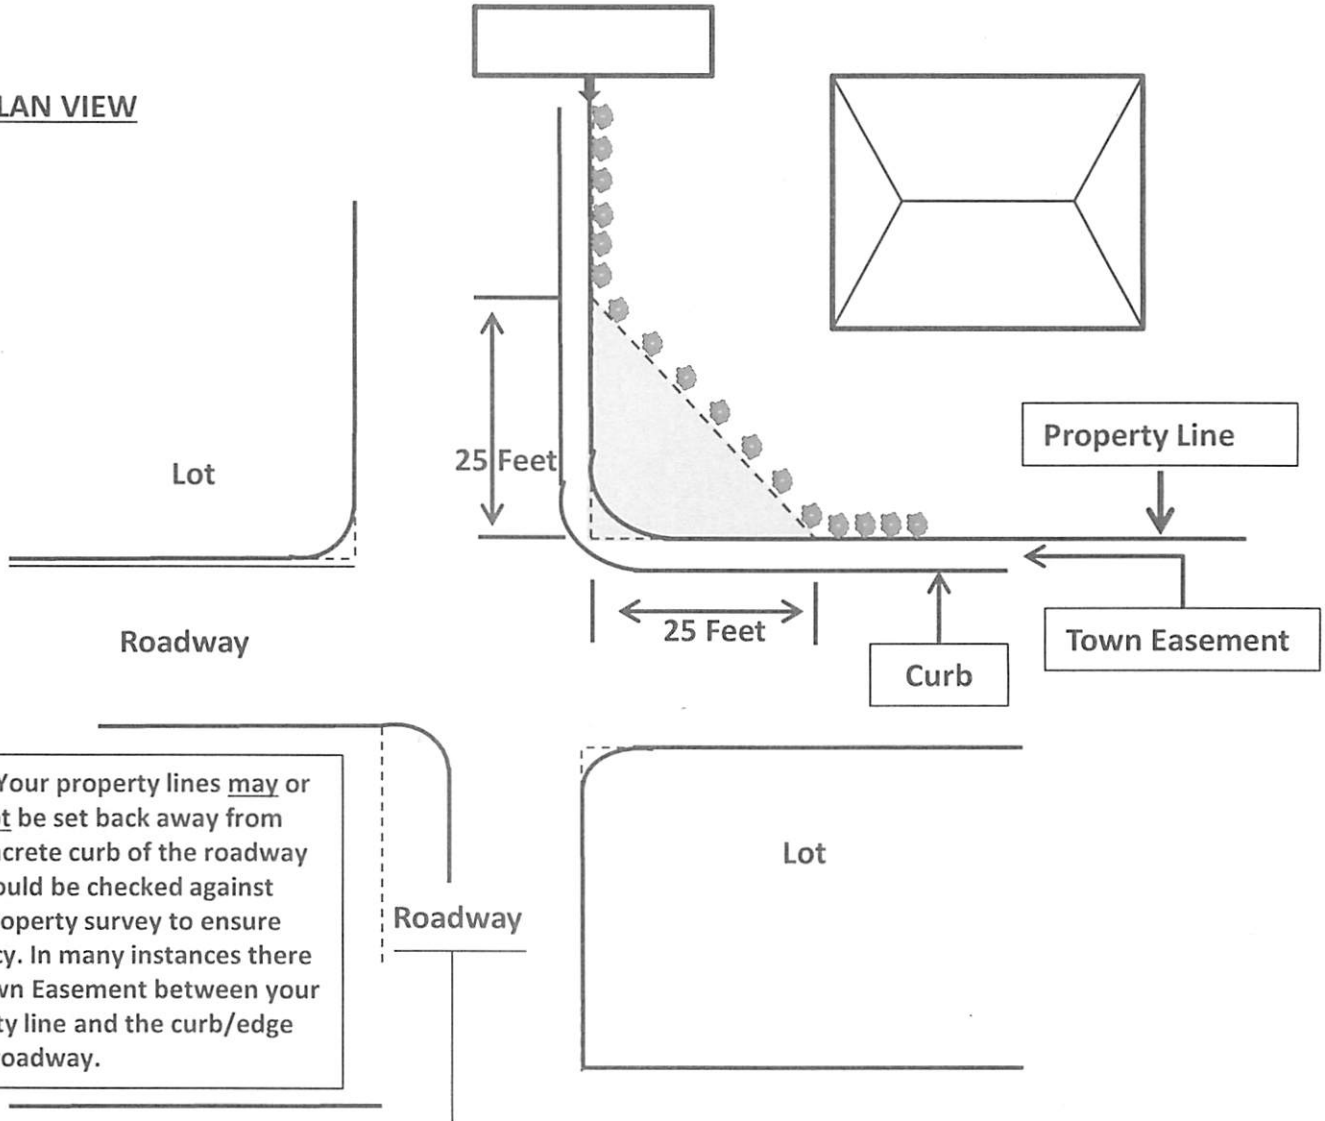 LAN VIEW
Property Line
25 Feet
Lot
25 Feet
Roadway
Town Easement
Curb
Your property lines may or
t be set back away from
crete curb of the roadway
ould be checked against
operty survey to ensure
cy. In many instances there
wn Easement between your
ty line and the curb/edge
roadway.
Lot
Roadway